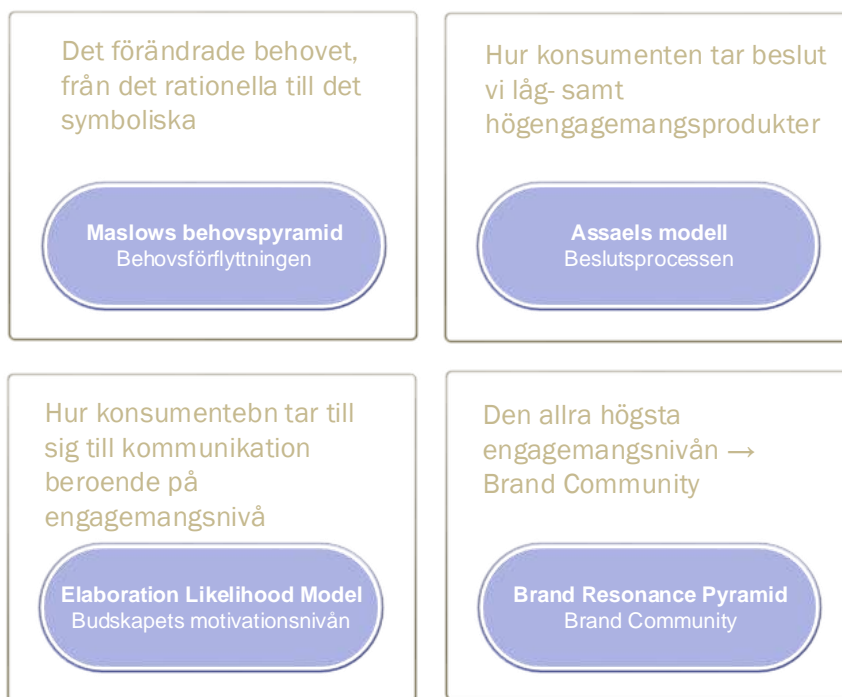 Det förändrade behovet,
från det rationella till det
symboliska
Maslows behovspyramid
Behovsförflyttningen
Hur konsumenten tar beslut
vi låg- samt
högengagemangsprodukter
Assaels modell
Beslutsprocessen
Hur konsumentebn tar till
sig till kommunikation
beroende på
engagemangsnivå
Elaboration Likelihood Model
Budskapets motivationsnivån
Den allra högsta
engagemangsnivån →
Brand Community
Brand Resonance Pyramid
Brand Community